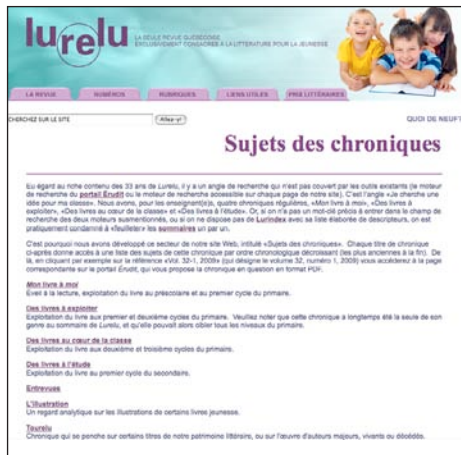 lurelu
LA SEULE REVUE QUÉBÉCOISE
EXCLUSIVEMENT CONSACRÉE À LA LITTÉRATURE POUR LA JEUNESSE
LA REVUE NUMÉROS RUBRIQUES LIENS UTILES PRIX LITTÉRAIRES
CHERCHEZ SUR LE SITE Allez-y! QUOI DE NEUF?
Sujets des chroniques
Eu égard au riche contenu des 33 ans de Lurelu, il y a un angle de recherche qui n'est pas couvert par les outils existants (le moteur
de recherche du portail Érudit ou le moteur de recherche accessible sur chaque page de notre site). C'est l'angle «Je cherche une
idée pour ma classe». Nous avons, pour les enseignant(e)s, quatre chroniques régulières, «Mon livre à moi», «Des livres à
exploiter», «Des livres au cœur de la classe» et «Des livres à l'étude». Or, si on n'a pas un mot-clé précis à entrer dans le champ de
recherche des deux moteurs susmentionnés, ou si on ne dispose pas de Lurindex avec sa liste élaborée de descripteurs, on est
pratiquement condamné à «feuilleter» les sommaires un par un.
C'est pourquoi nous avons développé ce secteur de notre site Web, intitulé «Sujets des chroniques». Chaque titre de chronique
ci-après donne accès à une liste des sujets de cette chronique par ordre chronologique décroissant (les plus anciennes à la fin). De
là, en cliquant par exemple sur la référence «Vol. 32-1, 2009» (qui désigne le volume 32, numéro 1, 2009) vous accéderez à la page
correspondante sur le portail Érudit, qui vous propose la chronique en question en format PDF.
Mon livre à moi
Éveil à la lecture, exploitation du livre au préscolaire et au premier cycle du primaire.
Des livres à exploiter
Exploitation du livre aux premier et deuxième cycles du primaire. Veuillez noter que cette chronique a longtemps été la seule de son
genre au sommaire de Lurelu, et qu'elle pouvait alors cibler tous les niveaux du primaire.
Des livres au cœur de la classe
Exploitation du livre aux deuxième et troisième cycles du primaire.
Des livres à l'étude
Exploitation du livre au premier cycle du secondaire.
Entrevues
L'illustration
Un regard analytique sur les illustrations de certains livres jeunesse.
Tourelu
Chronique qui se penche sur certains titres de notre patrimoine littéraire, ou sur l'œuvre d'auteurs majeurs, vivants ou décédés.